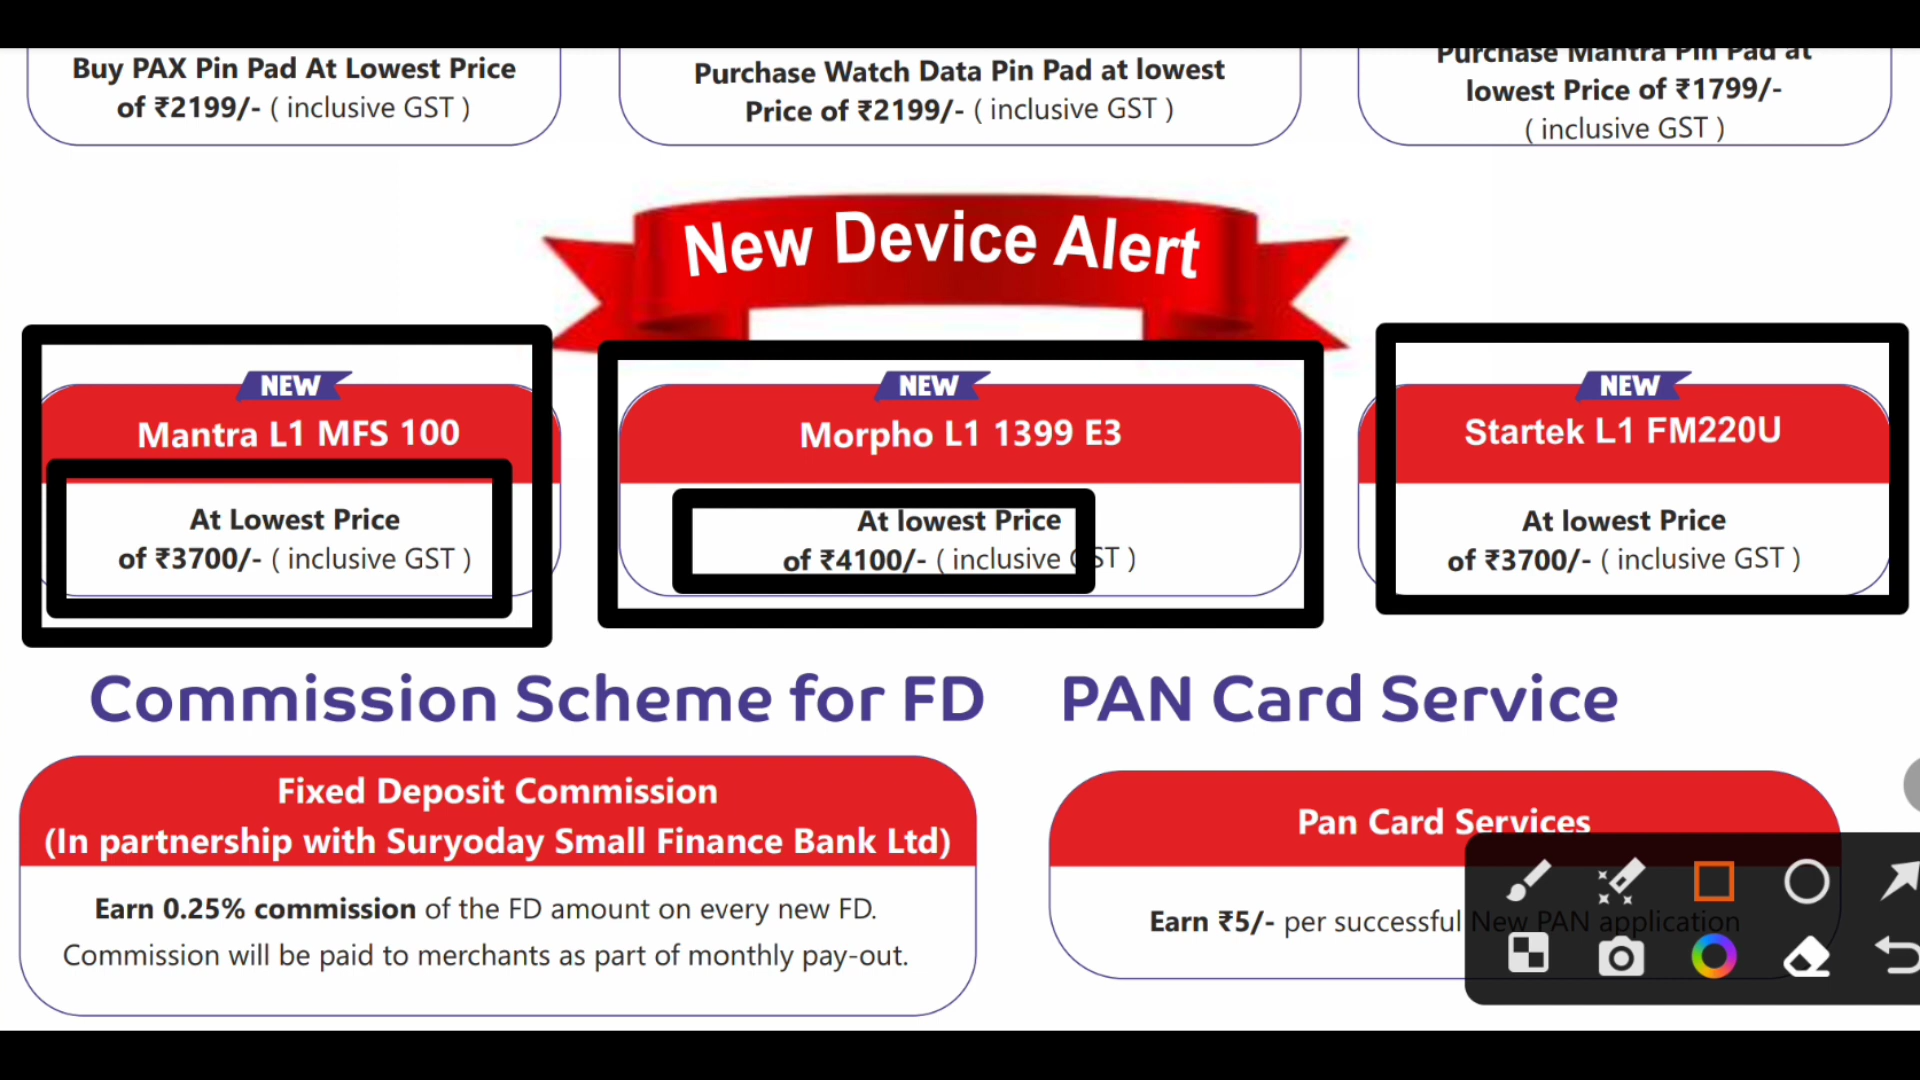 Buy PAX Pin Pad At Lowest Price
of ₹2199/- ( inclusive GST )
Purchase Watch Data Pin Pad at lowest
Price of ₹2199/- ( inclusive GST )
Purchase Mantra Pin Pad at
lowest Price of ₹1799/-
( inclusive GST )
New Device Alert
NEW
Mantra L1 MFS 100
At Lowest Price
of ₹3700/- ( inclusive GST )
NEW
Morpho L1 1399 E3
At lowest Price
of ₹4100/- ( inclusive GST )
NEW
Startek L1 FM220U
At lowest Price
of ₹3700/- ( inclusive GST )
Commission Scheme for FD
Fixed Deposit Commission
(In partnership with Suryoday Small Finance Bank Ltd)
Earn 0.25% commission of the FD amount on every new FD.
Commission will be paid to merchants as part of monthly pay-out.
PAN Card Service
Pan Card Services
Earn ₹5/- per successful New PAN application